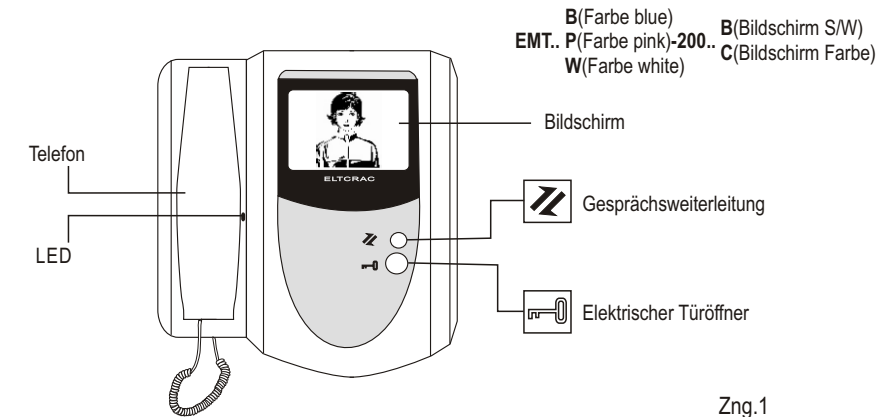 B(Farbe blue)
EMT.. P(Farbe pink)-200.. B(Bildschirm S/W)
C(Bildschirm Farbe)
W(Farbe white)
Bildschirm
Telefon
ELTCRAC
Gesprächsweiterleitung
LED
Elektrischer Türöffner
Zng.1